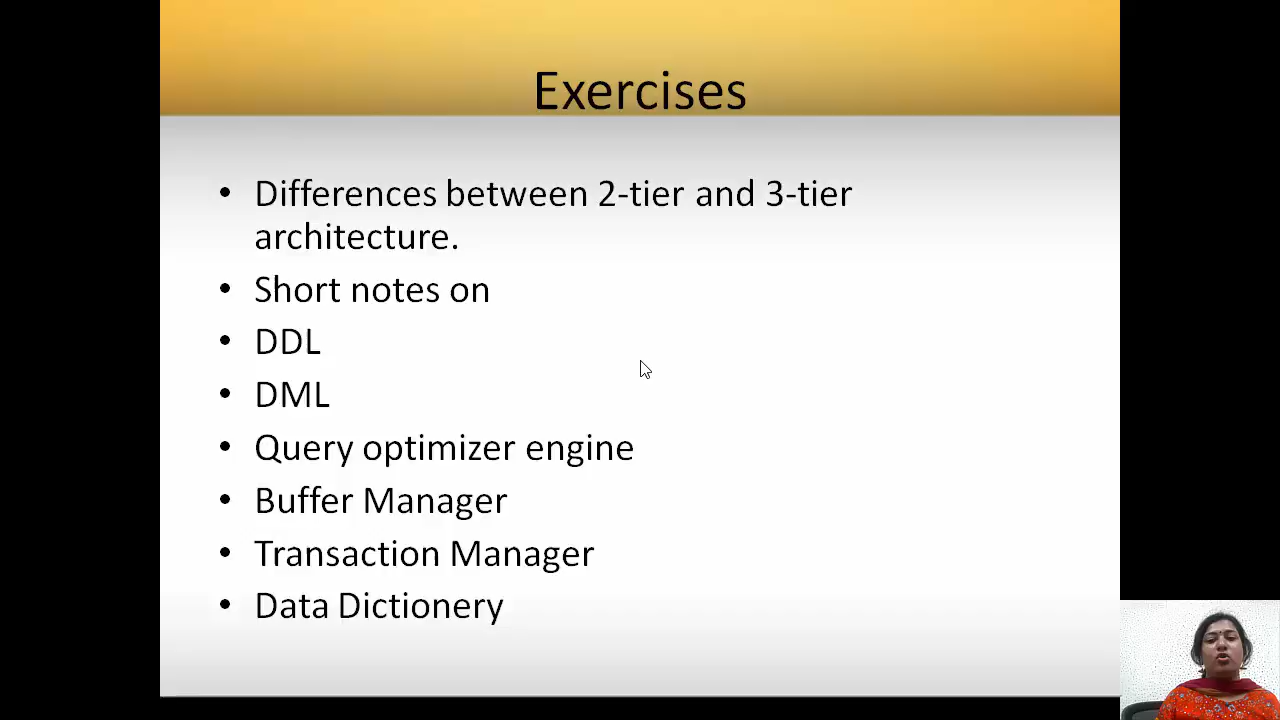 Exercises
• Differences between 2-tier and 3-tier
architecture.
• Short notes on
• DDL
• DML
• Query optimizer engine
• Buffer Manager
• Transaction Manager
• Data Dictionery